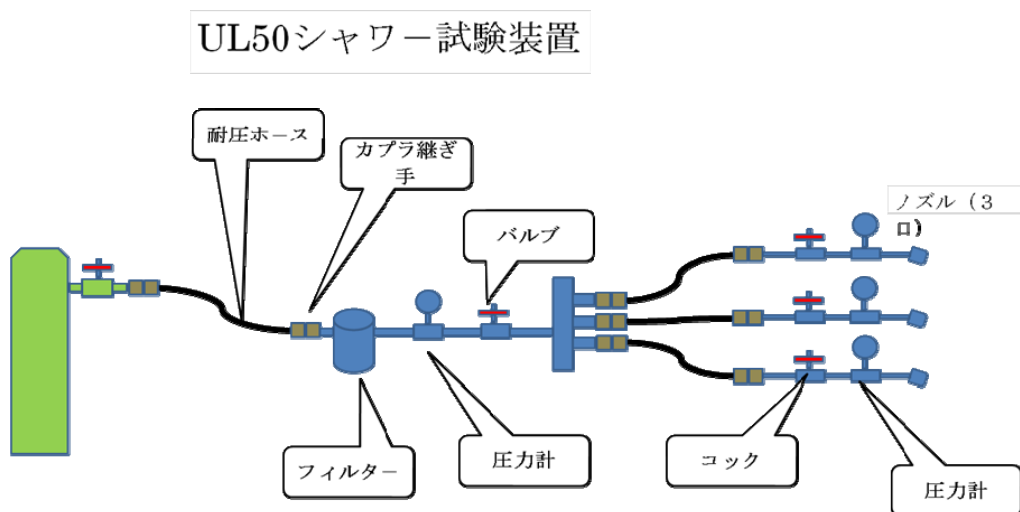 UL50シャワー試験装置
耐圧ホース
カプラ継ぎ
手
バルブ
ノズル（3
口）
フィルター
圧力計
コック
圧力計